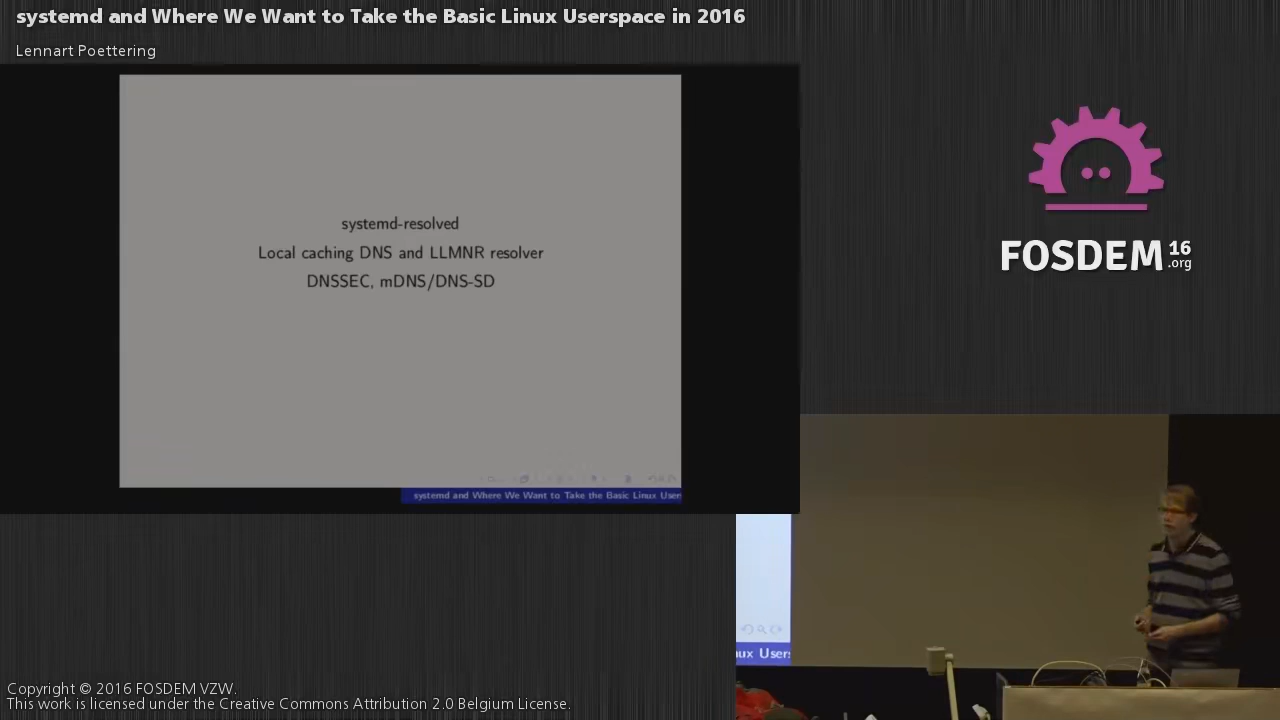 systemd and Where We Want to Take the Basic Linux Userspace in 2016
Lennart Poettering
systemd-resolved
Local caching DNS and LLMNR resolver
DNSSEC, mDNS/DNS-SD
systemd and Where We Want to Take the Basic Linux User
FOSDEM 16 .org
nux Users
Copyright © 2016 FOSDEM VZW.
This work is licensed under the Creative Commons Attribution 2.0 Belgium License.